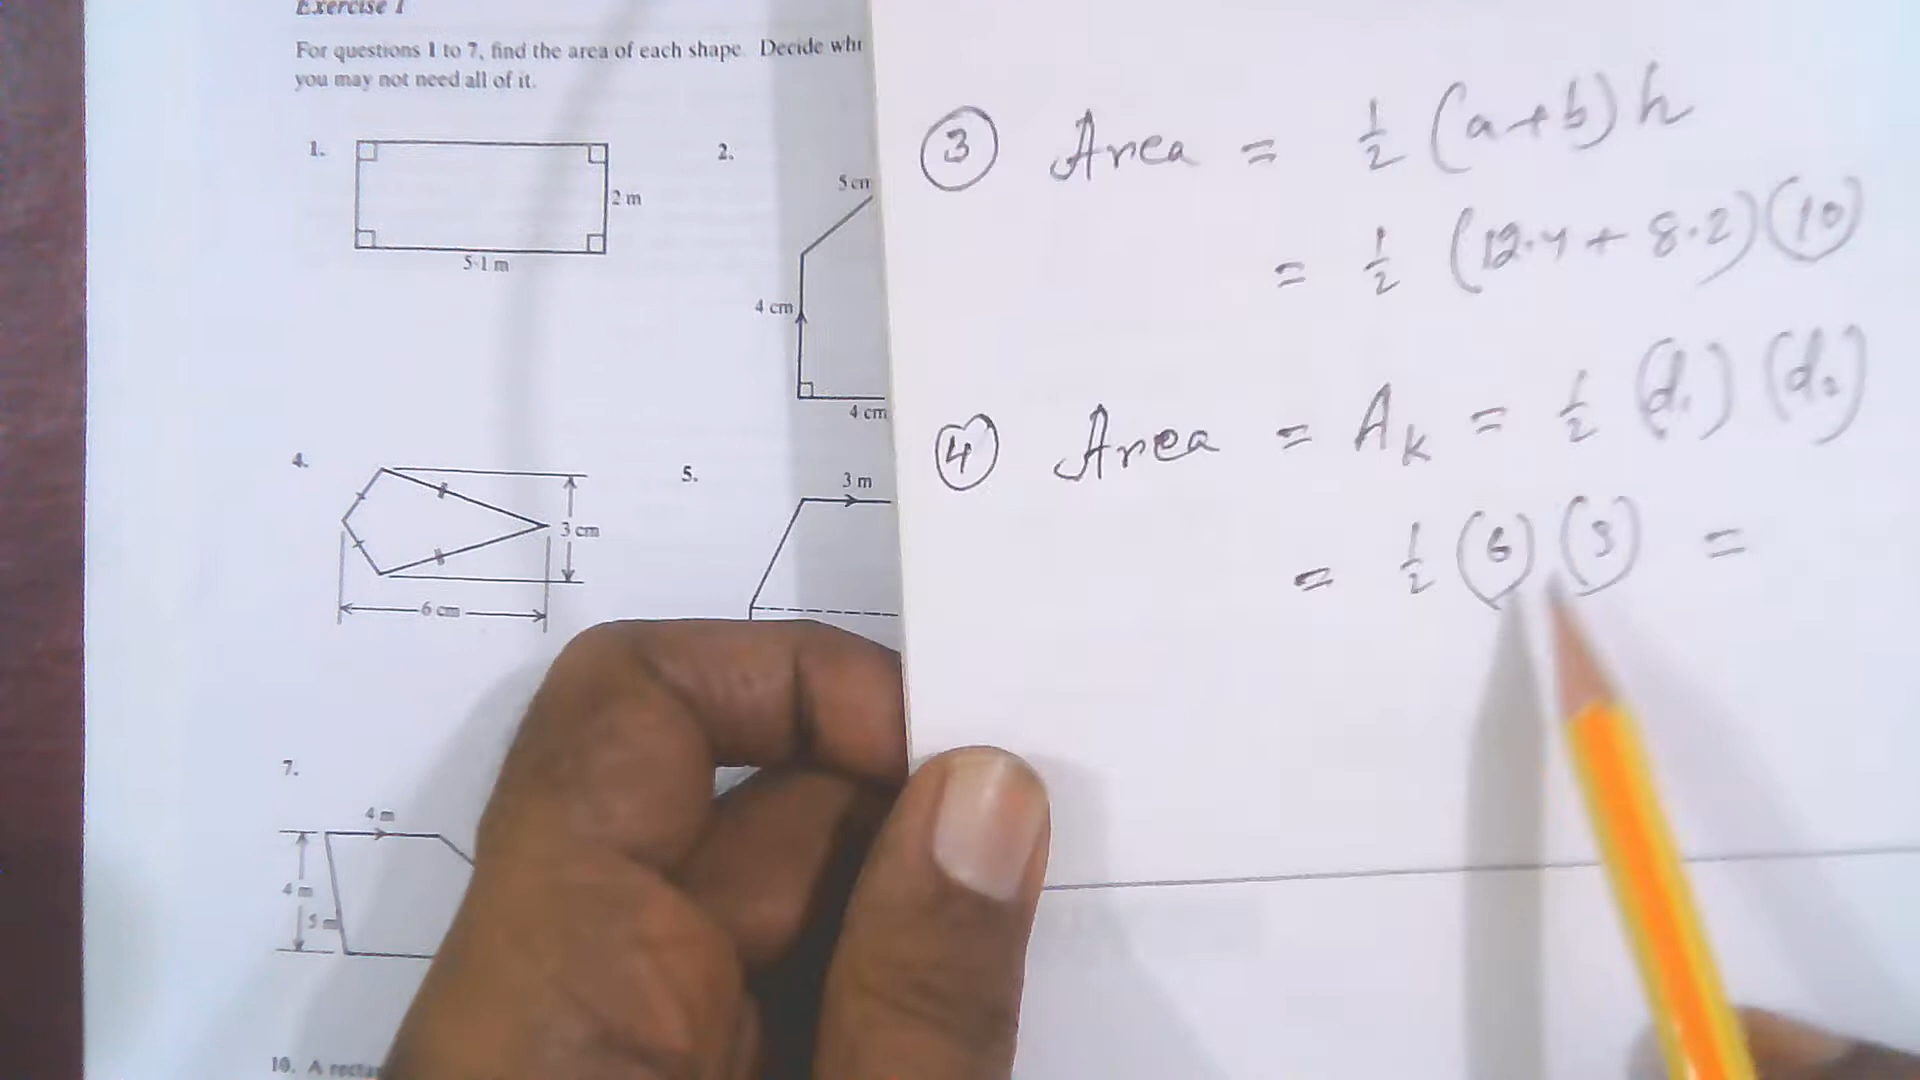 Exercise 1
For questions 1 to 7, find the area of each shape. Decide wh
you may not need all of it.
1.
2 m
5·1 m
2.
5 cm
4 cm
4 cm
4.
3 cm
6 cm
5.
3 m
7.
4 m
4 m
5 m
10. A recta
3 Area = 1/2 (a+b) h
= 1/2 (12.4 + 8.2) (10)
4 Area = A_k = 1/2 (d₁) (d₂)
= 1/2 (6) (3) =